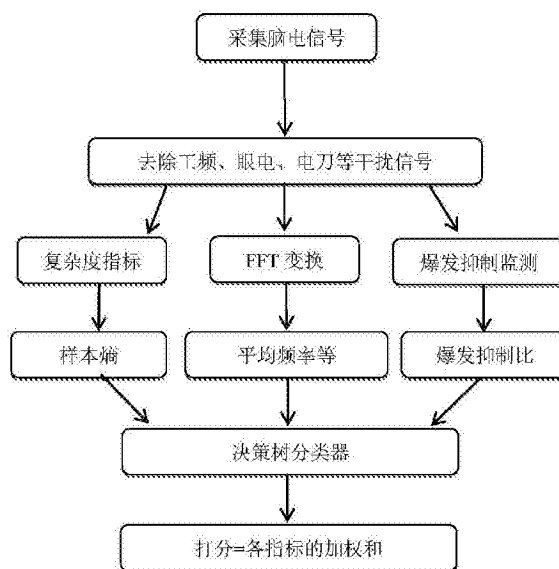 采集脑电信号
去除工频、眼电、电刀等干扰信号
复杂度指标
FFT 变换
爆发抑制监测
样本熵
平均频率等
爆发抑制比
决策树分类器
打分=各指标的加权和